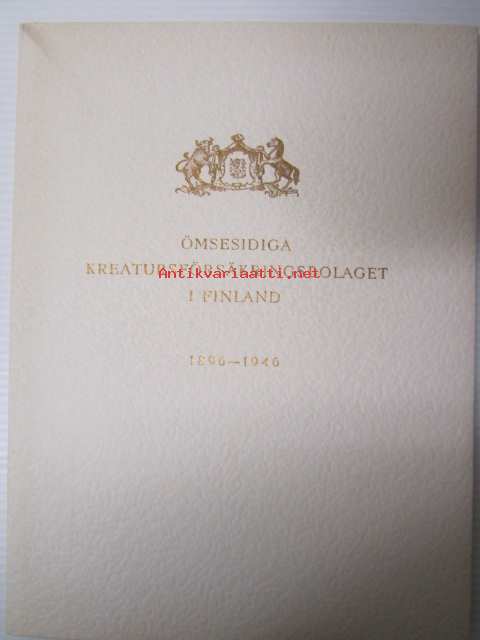 ÖMSESIDIGA
KREATURSFÖRSÄKRINGSBOLAGET
Antikvariaatti.net
I FINLAND
1896—1946